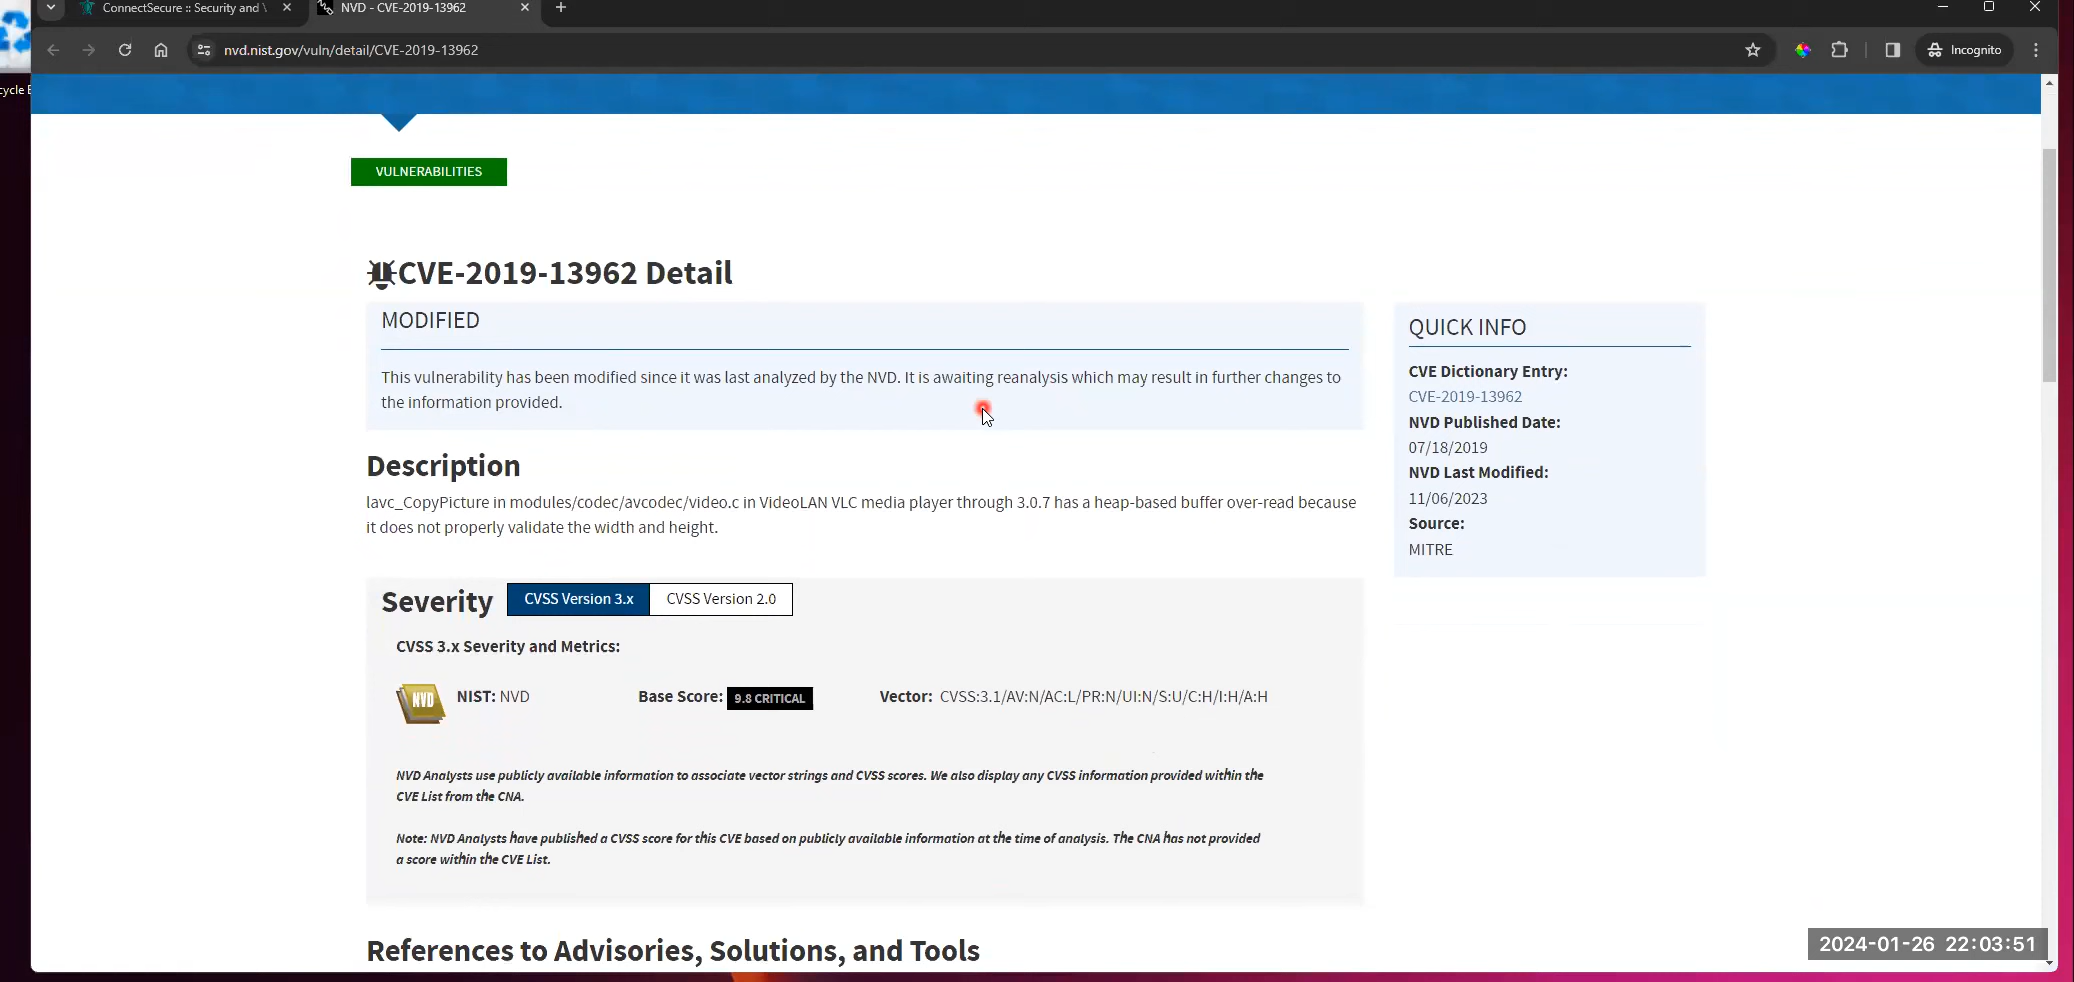 ConnectSecure :: Security and \
NVD - CVE-2019-13962
nvd.nist.gov/vuln/detail/CVE-2019-13962
Incognito
VULNERABILITIES
CVE-2019-13962 Detail
MODIFIED
This vulnerability has been modified since it was last analyzed by the NVD. It is awaiting reanalysis which may result in further changes to
the information provided.
Description
lavc_CopyPicture in modules/codec/avcodec/video.c in VideoLAN VLC media player through 3.0.7 has a heap-based buffer over-read because
it does not properly validate the width and height.
Severity
CVSS Version 3.x
CVSS Version 2.0
CVSS 3.x Severity and Metrics:
NVD
NIST: NVD
Base Score: 9.8 CRITICAL
Vector: CVSS:3.1/AV:N/AC:L/PR:N/UI:N/S:U/C:H/I:H/A:H
NVD Analysts use publicly available information to associate vector strings and CVSS scores. We also display any CVSS information provided within the
CVE List from the CNA.
Note: NVD Analysts have published a CVSS score for this CVE based on publicly available information at the time of analysis. The CNA has not provided
a score within the CVE List.
References to Advisories, Solutions, and Tools
QUICK INFO
CVE Dictionary Entry:
CVE-2019-13962
NVD Published Date:
07/18/2019
NVD Last Modified:
11/06/2023
Source:
MITRE
cycle B
2024-01-26 22:03:51